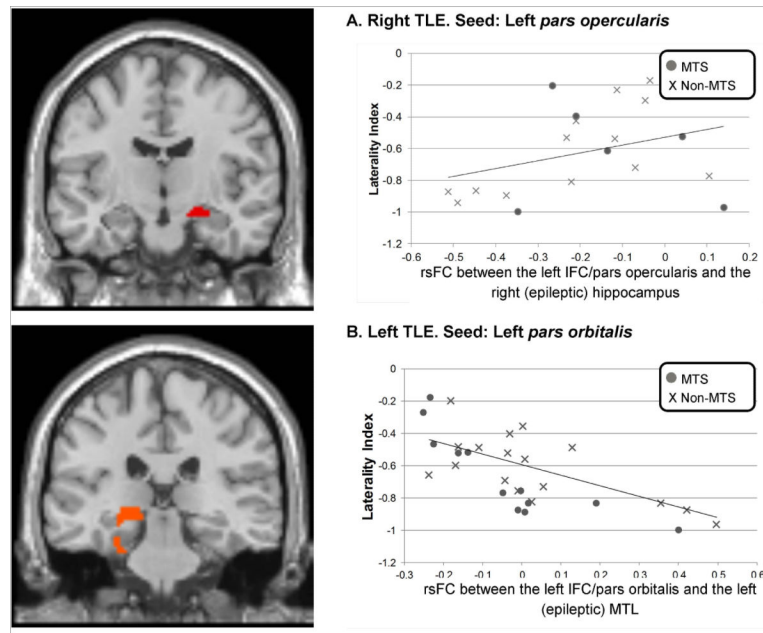 A. Right TLE. Seed: Left pars opercularis
MTS
Non-MTS
Laterality Index
0
-0.2
-0.4
-0.6
-0.8
-1
-1.2
-0.6 -0.5 -0.4 -0.3 -0.2 -0.1 0 0.1 0.2
rsFC between the left IFC/pars opercularis and the
right (epileptic) hippocampus
B. Left TLE. Seed: Left pars orbitalis
MTS
Non-MTS
Laterality Index
0
-0.2
-0.4
-0.6
-0.8
-1
-1.2
-0.3 -0.2 -0.1 0 0.1 0.2 0.3 0.4 0.5 0.6
rsFC between the left IFC/pars orbitalis and the left
(epileptic) MTL